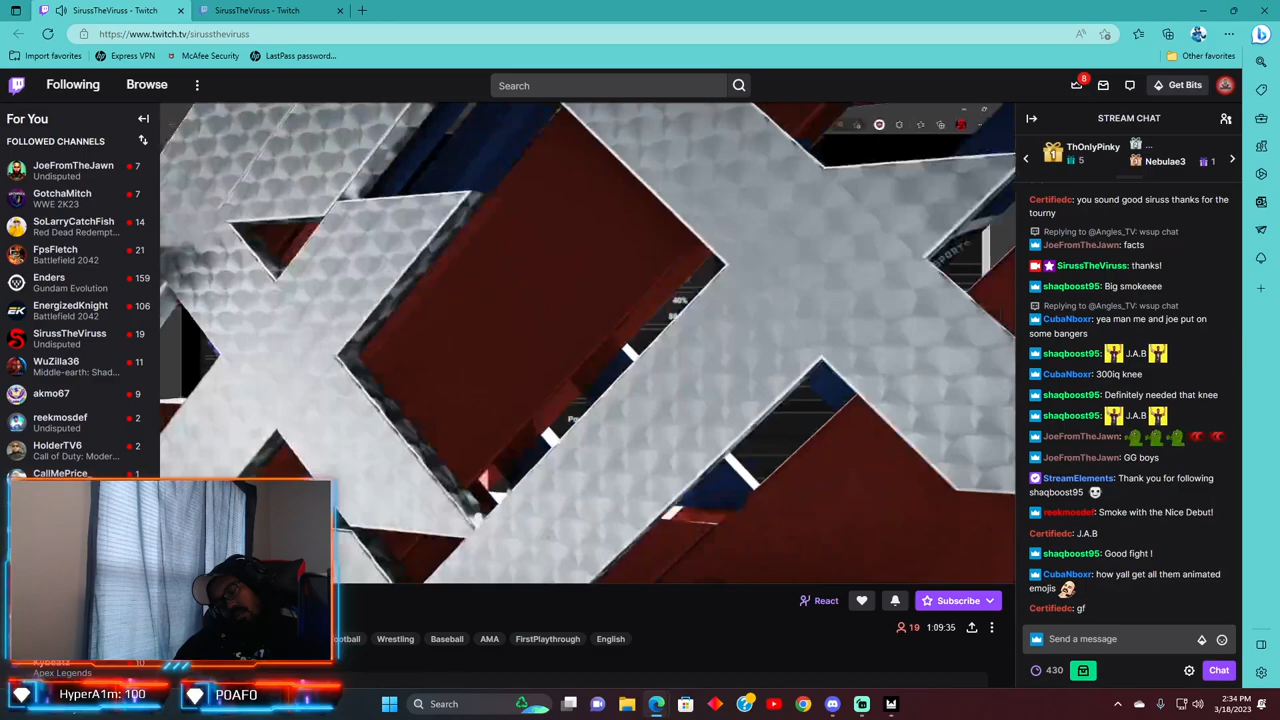 SirussTheViruss - Twitch
SirussTheViruss - Twitch
https://www.twitch.tv/sirusstheviruss
Import favorites
Express VPN
McAfee Security
LastPass password...
Other favorites
Following
Browse
Search
8
Get Bits
For You
FOLLOWED CHANNELS
JoeFromTheJawn
7
Undisputed
GotchaMitch
7
WWE 2K23
SoLarryCatchFish
14
Red Dead Redempt...
FpsFletch
21
Battlefield 2042
Enders
159
Gundam Evolution
EnergizedKnight
106
Battlefield 2042
SirussTheViruss
19
Undisputed
WuZilla36
11
Middle-earth: Shad...
akmo67
9
reekmosdef
2
Undisputed
HolderTV6
2
Call of Duty: Moder...
CallMePrice_
1
Apex Legends
HyperA1m: 100
POAFO
40%
STREAM CHAT
ThOnlyPinky
5
...
Nebulae3
1
Certifiedc: you sound good siruss thanks for the
tourny
Replying to @Angles_TV: wsup chat
JoeFromTheJawn: facts
SirussTheViruss: thanks!
shaqboost95: Big smokeeee
Replying to @Angles_TV: wsup chat
CubaNboxr: yea man me and joe put on
some bangers
shaqboost95: J.A.B
CubaNboxr: 300iq knee
shaqboost95: Definitely needed that knee
shaqboost95: J.A.B
JoeFromTheJawn:
JoeFromTheJawn: GG boys
StreamElements: Thank you for following
shaqboost95
reekmosdef: Smoke with the Nice Debut!
Certifiedc: J.A.B
shaqboost95: Good fight !
CubaNboxr: how yall get all them animated
emojis
Certifiedc: gf
Send a message
430
Chat
React
Subscribe
19
1:09:35
Wrestling
Baseball
AMA
FirstPlaythrough
English
Search
2:34 PM
3/18/2023